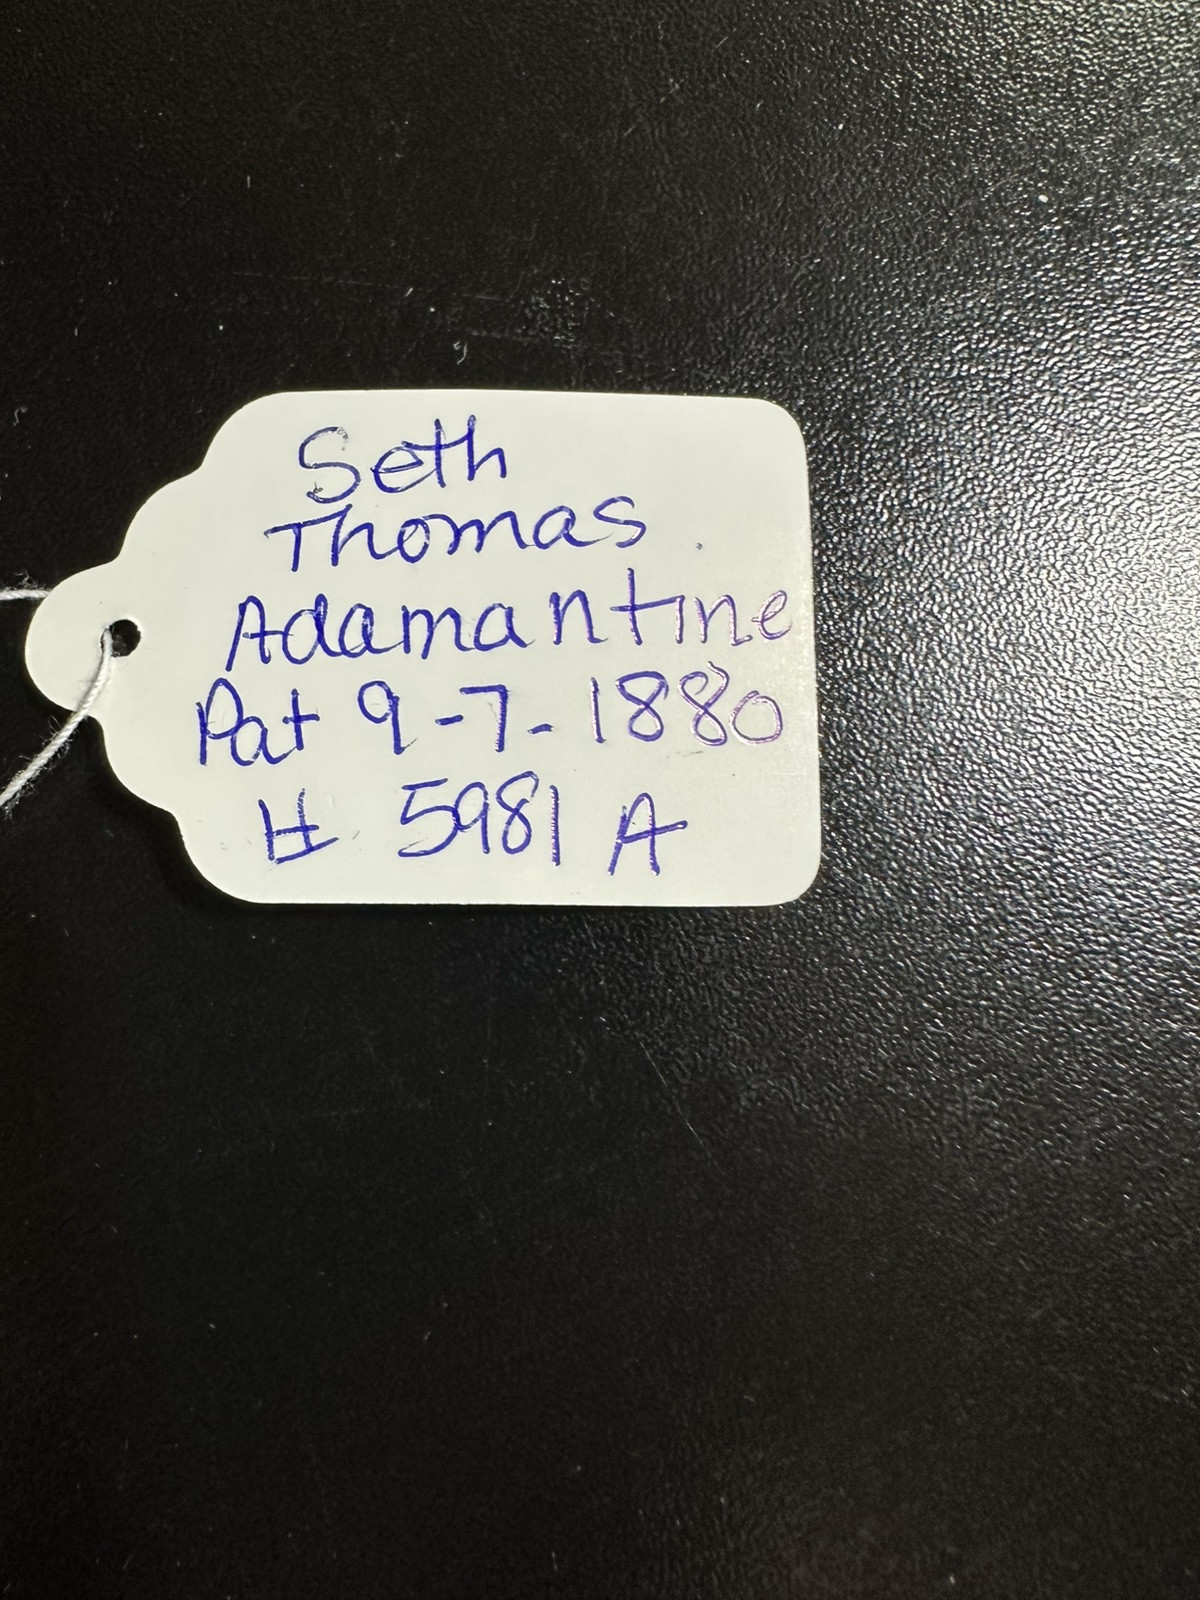 Seth
Thomas.
Adamantine
Pat 9-7-1880
# 5981 A